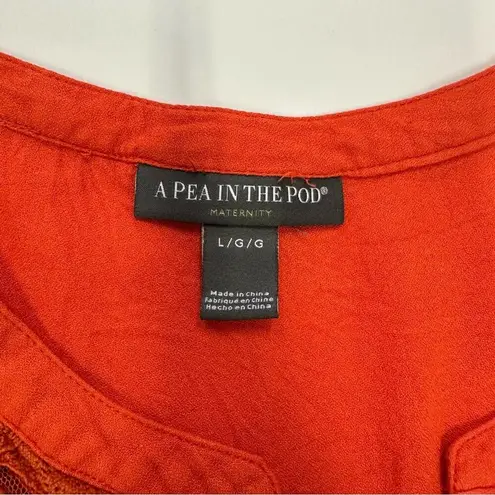 A PEA IN THE POD®
MATERNITY
L/G/G
Made in China
Fabriqué en Chine
Hecho en China